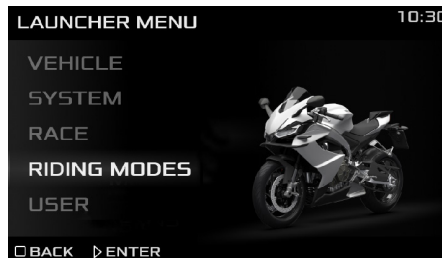 LAUNCHER MENU
10:30
VEHICLE
SYSTEM
RACE
RIDING MODES
USER
BACK ENTER